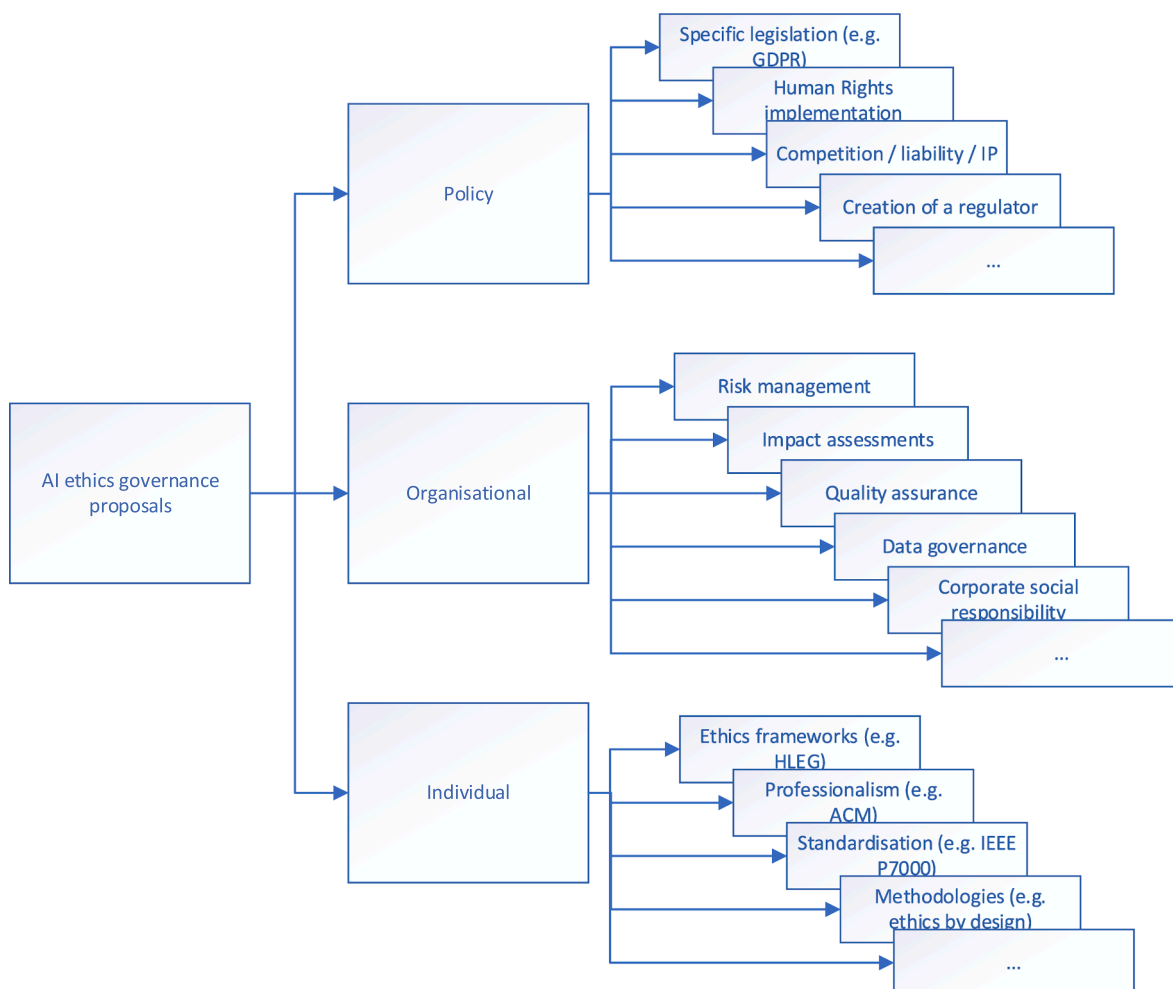 Specific legislation (e.g.
GDPR)
Human Rights
implementation
Competition / liability / IP
Policy
Creation of a regulator
...
Risk management
Impact assessments
AI ethics governance
proposals
Organisational
Quality assurance
Data governance
Corporate social
responsibility
...
Ethics frameworks (e.g.
HLEG)
Professionalism (e.g.
ACM)
Individual
Standardisation (e.g. IEEE
P7000)
Methodologies (e.g.
ethics by design)
...